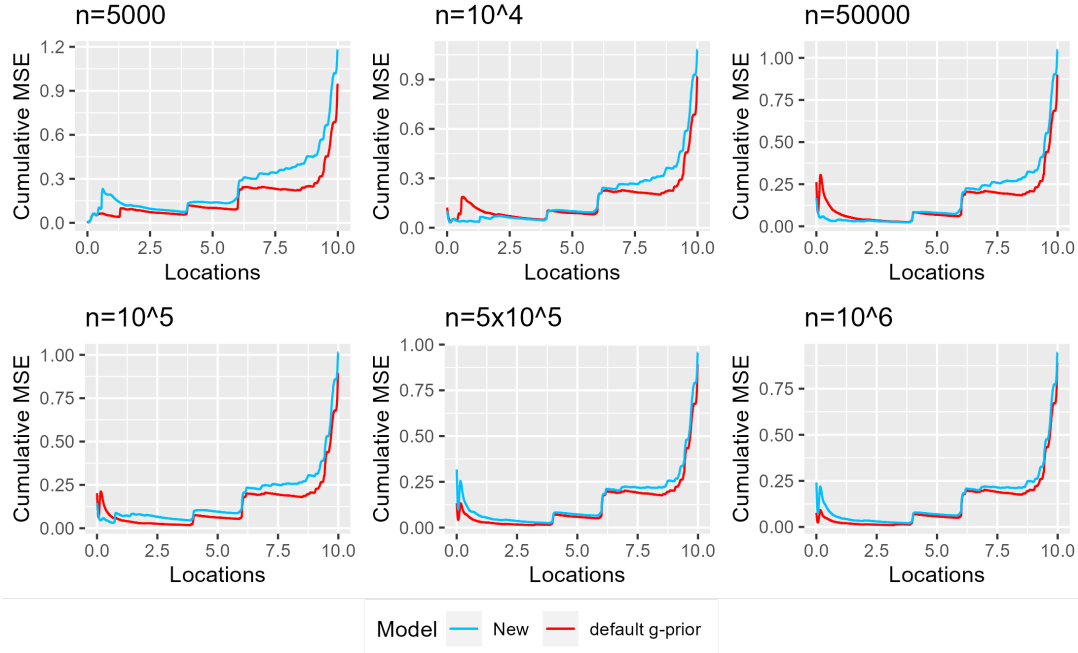 n=5000
n=10^4
n=50000
Cumulative MSE
1.2
0.9
0.6
0.3
0.0
0.0 2.5 5.0 7.5 10.0
Locations
Cumulative MSE
0.9
0.6
0.3
0.0
0.0 2.5 5.0 7.5 10.0
Locations
Cumulative MSE
1.00
0.75
0.50
0.25
0.00
0.0 2.5 5.0 7.5 10.0
Locations
n=10^5
n=5x10^5
n=10^6
Cumulative MSE
1.00
0.75
0.50
0.25
0.00
0.0 2.5 5.0 7.5 10.0
Locations
Cumulative MSE
1.00
0.75
0.50
0.25
0.00
0.0 2.5 5.0 7.5 10.0
Locations
Cumulative MSE
0.75
0.50
0.25
0.00
0.0 2.5 5.0 7.5 10.0
Locations
Model New default g-prior